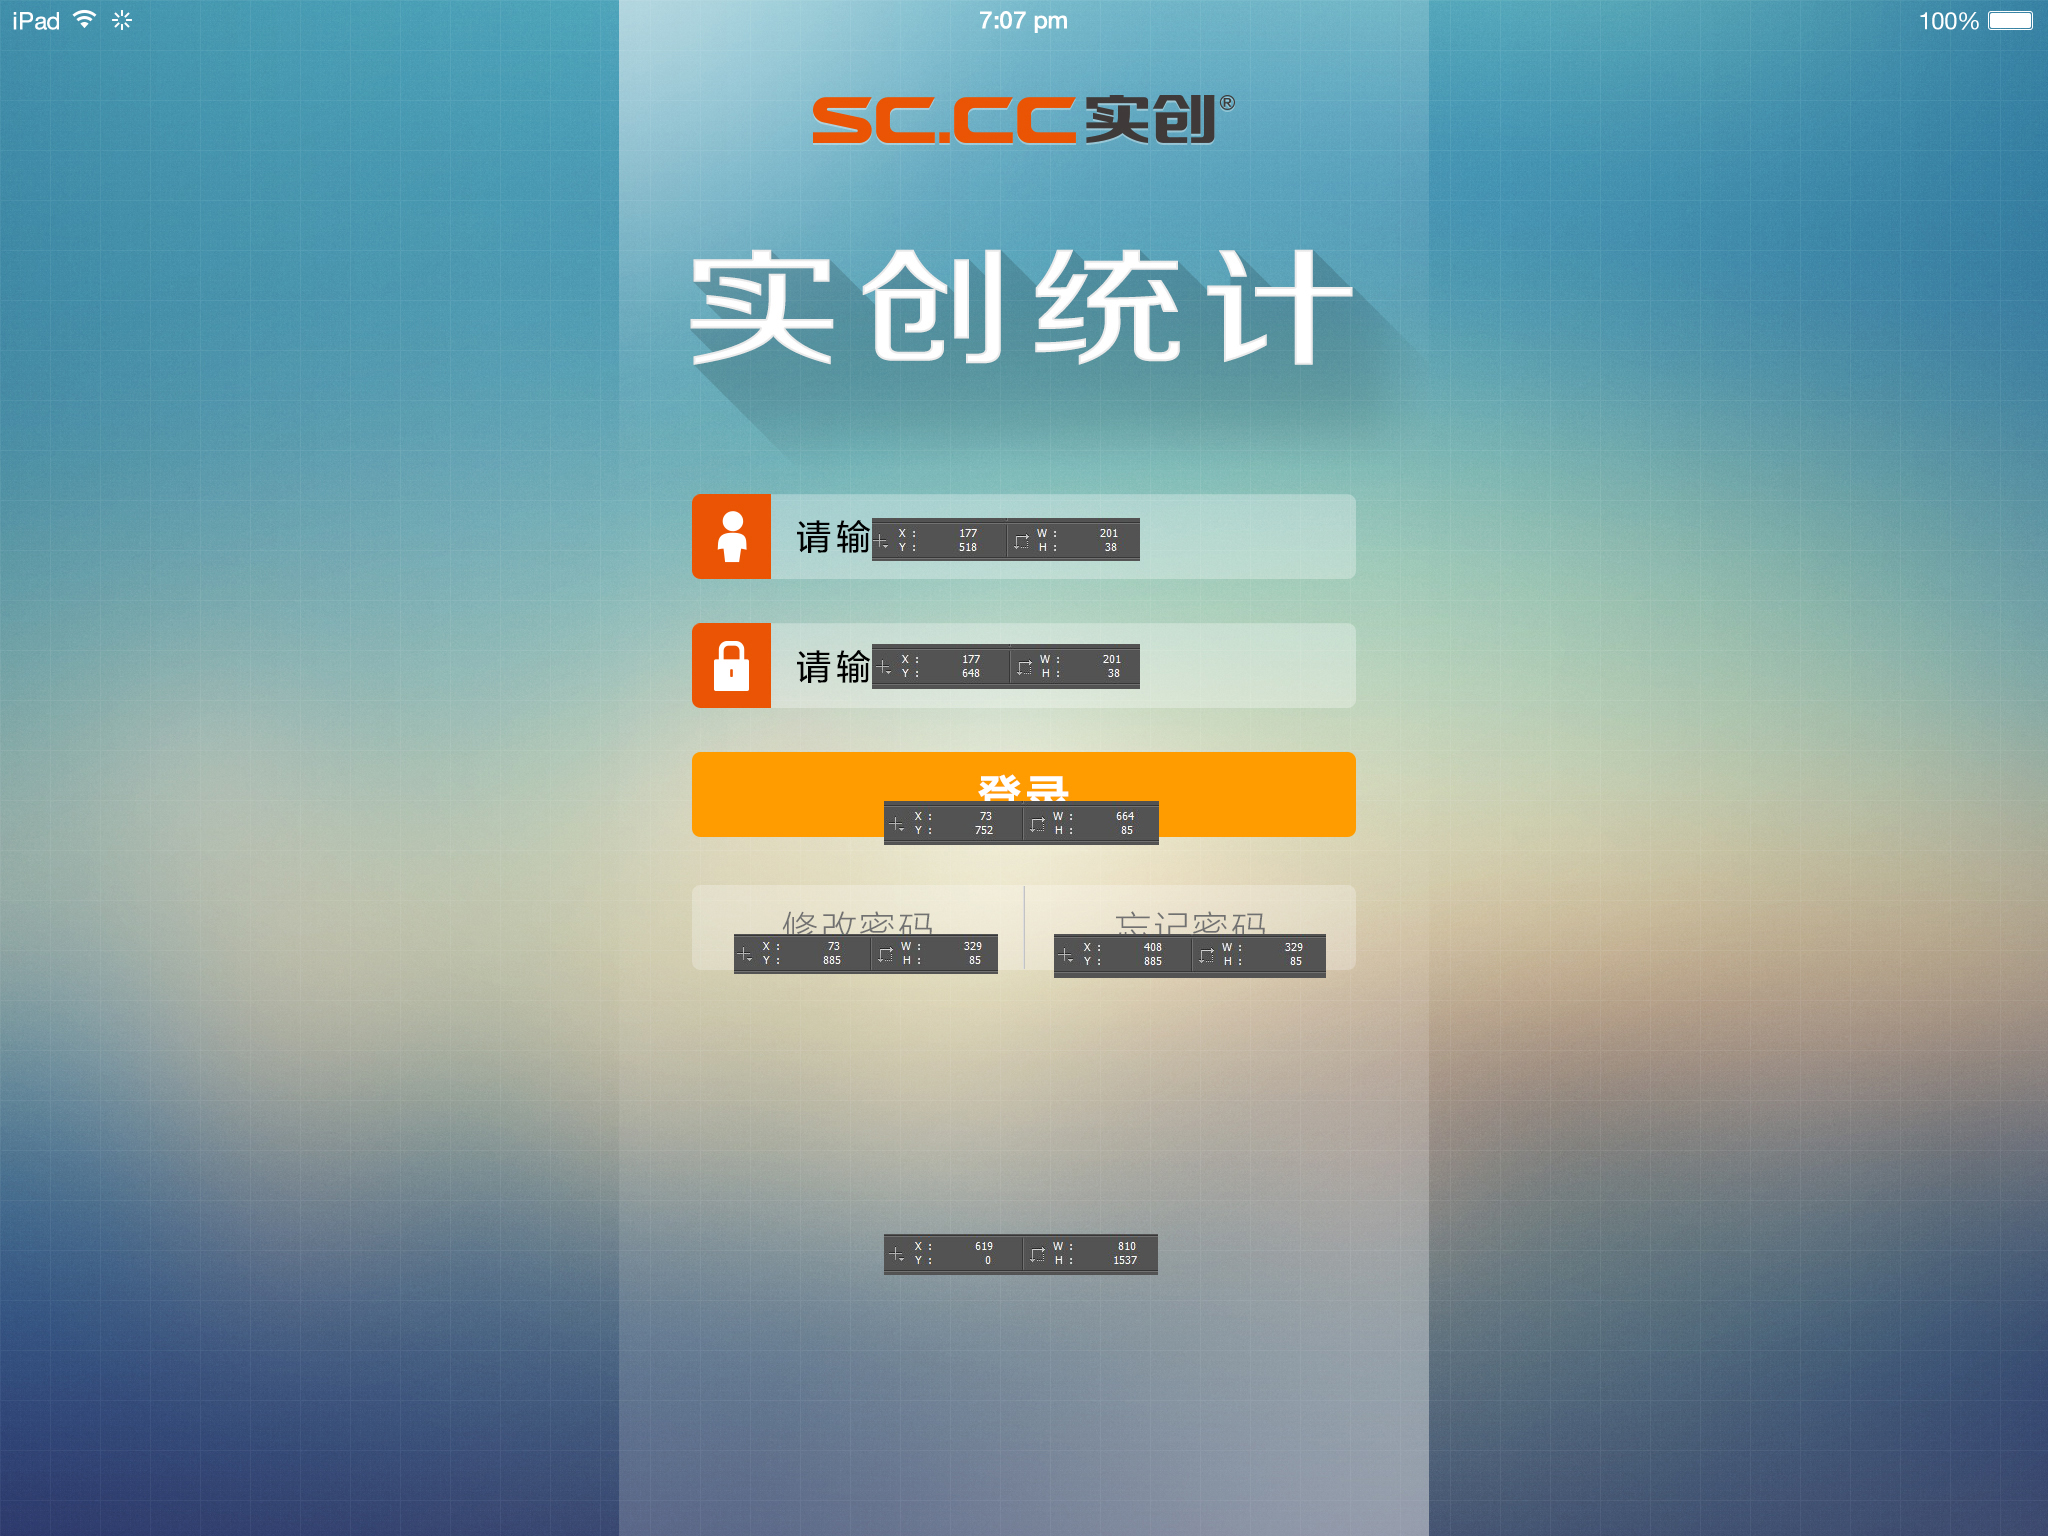 iPad 7:07 pm 100%
SC.CC实创®
实创统计
请输
X : 177 W : 201
Y : 518 H : 38
请输
X : 177 W : 201
Y : 648 H : 38
登录
X : 73 W : 664
Y : 752 H : 85
修改密码 忘记密码
X : 73 W : 329
Y : 885 H : 85
X : 408 W : 329
Y : 885 H : 85
X : 619 W : 810
Y : 0 H : 1537